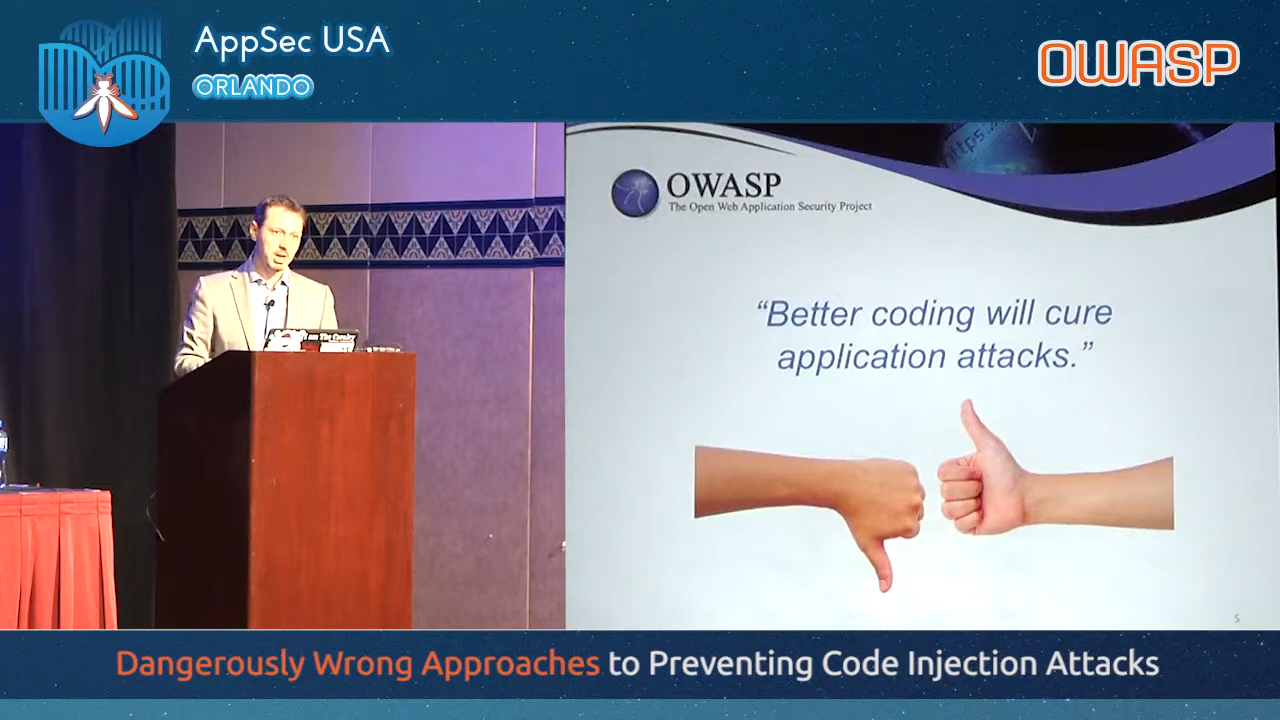 AppSec USA
ORLANDO
OWASP
https://
OWASP
The Open Web Application Security Project
“Better coding will cure
application attacks.”
5
Dangerously Wrong Approaches to Preventing Code Injection Attacks